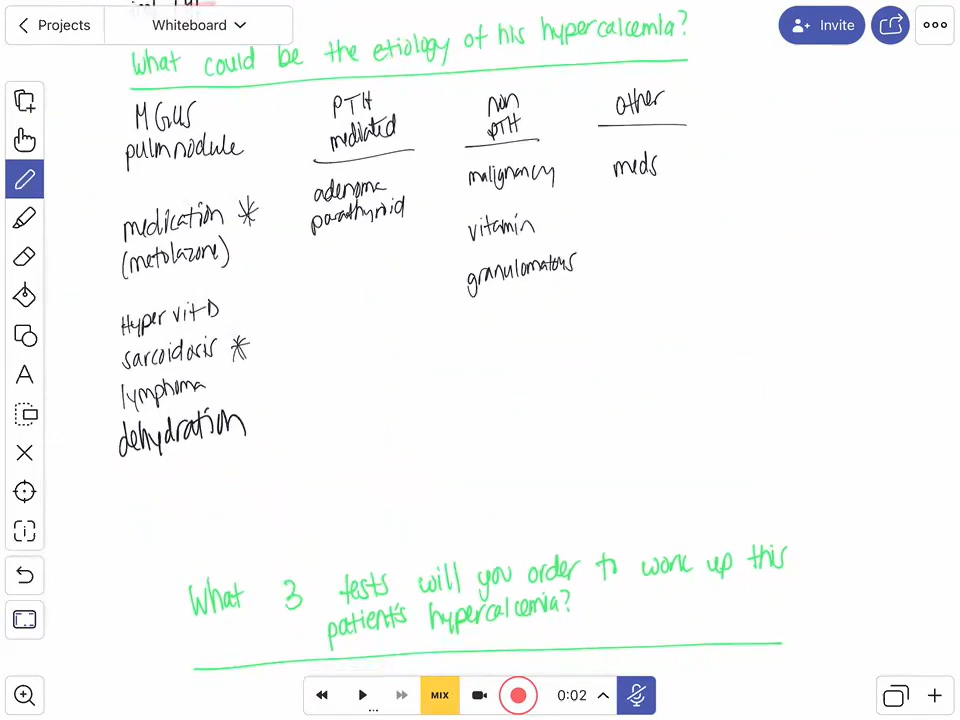 Projects
Whiteboard
Invite
What could be the etiology of his hypercalcemia?
MGUS
pulm nodule
medication *
(metolazone)
Hyper vit-D
sarcoidosis *
lymphoma
dehydration
PTH
mediated
adenoma
parathyroid
non
PTH
malignancy
vitamin
granulomatous
other
meds
What 3 tests will you order to work up this
patient's hypercalcemia?
MIX
0:02